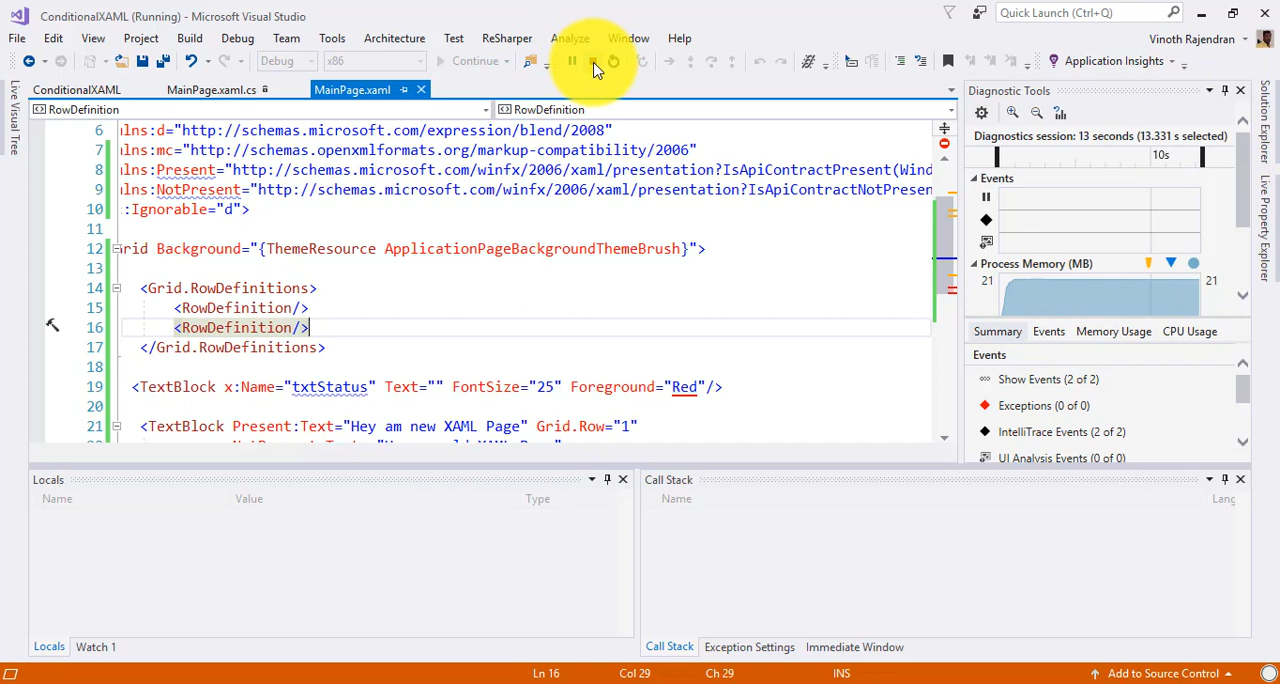 ConditionalXAML (Running) - Microsoft Visual Studio
Quick Launch (Ctrl+Q)
File Edit View Project Build Debug Team Tools Architecture Test ReSharper Analyze Window Help
Vinoth Rajendran
Debug x86 Continue Application Insights
Live Visual Tree
ConditionalXAML MainPage.xaml.cs MainPage.xaml
RowDefinition RowDefinition
6 lns:d="http://schemas.microsoft.com/expression/blend/2008"
7 lns:mc="http://schemas.openxmlformats.org/markup-compatibility/2006"
8 lns:Present="http://schemas.microsoft.com/winfx/2006/xaml/presentation?IsApiContractPresent(Wind
9 lns:NotPresent="http://schemas.microsoft.com/winfx/2006/xaml/presentation?IsApiContractNotPresen
10 :Ignorable="d">
11
12 rid Background="{ThemeResource ApplicationPageBackgroundThemeBrush}">
13
14 <Grid.RowDefinitions>
15 <RowDefinition/>
16 <RowDefinition/>
17 </Grid.RowDefinitions>
18
19 <TextBlock x:Name="txtStatus" Text="" FontSize="25" Foreground="Red"/>
20
21 <TextBlock Present:Text="Hey am new XAML Page" Grid.Row="1"
Diagnostic Tools
Diagnostics session: 13 seconds (13.331 s selected)
10s
Events
Process Memory (MB)
21 21
Summary Events Memory Usage CPU Usage
Events
Show Events (2 of 2)
Exceptions (0 of 0)
IntelliTrace Events (2 of 2)
UI Analysis Events (0 of 0)
Solution Explorer
Live Property Explorer
Locals
Name Value Type
Locals Watch 1
Call Stack
Name Lang
Call Stack Exception Settings Immediate Window
Ln 16 Col 29 Ch 29 INS Add to Source Control